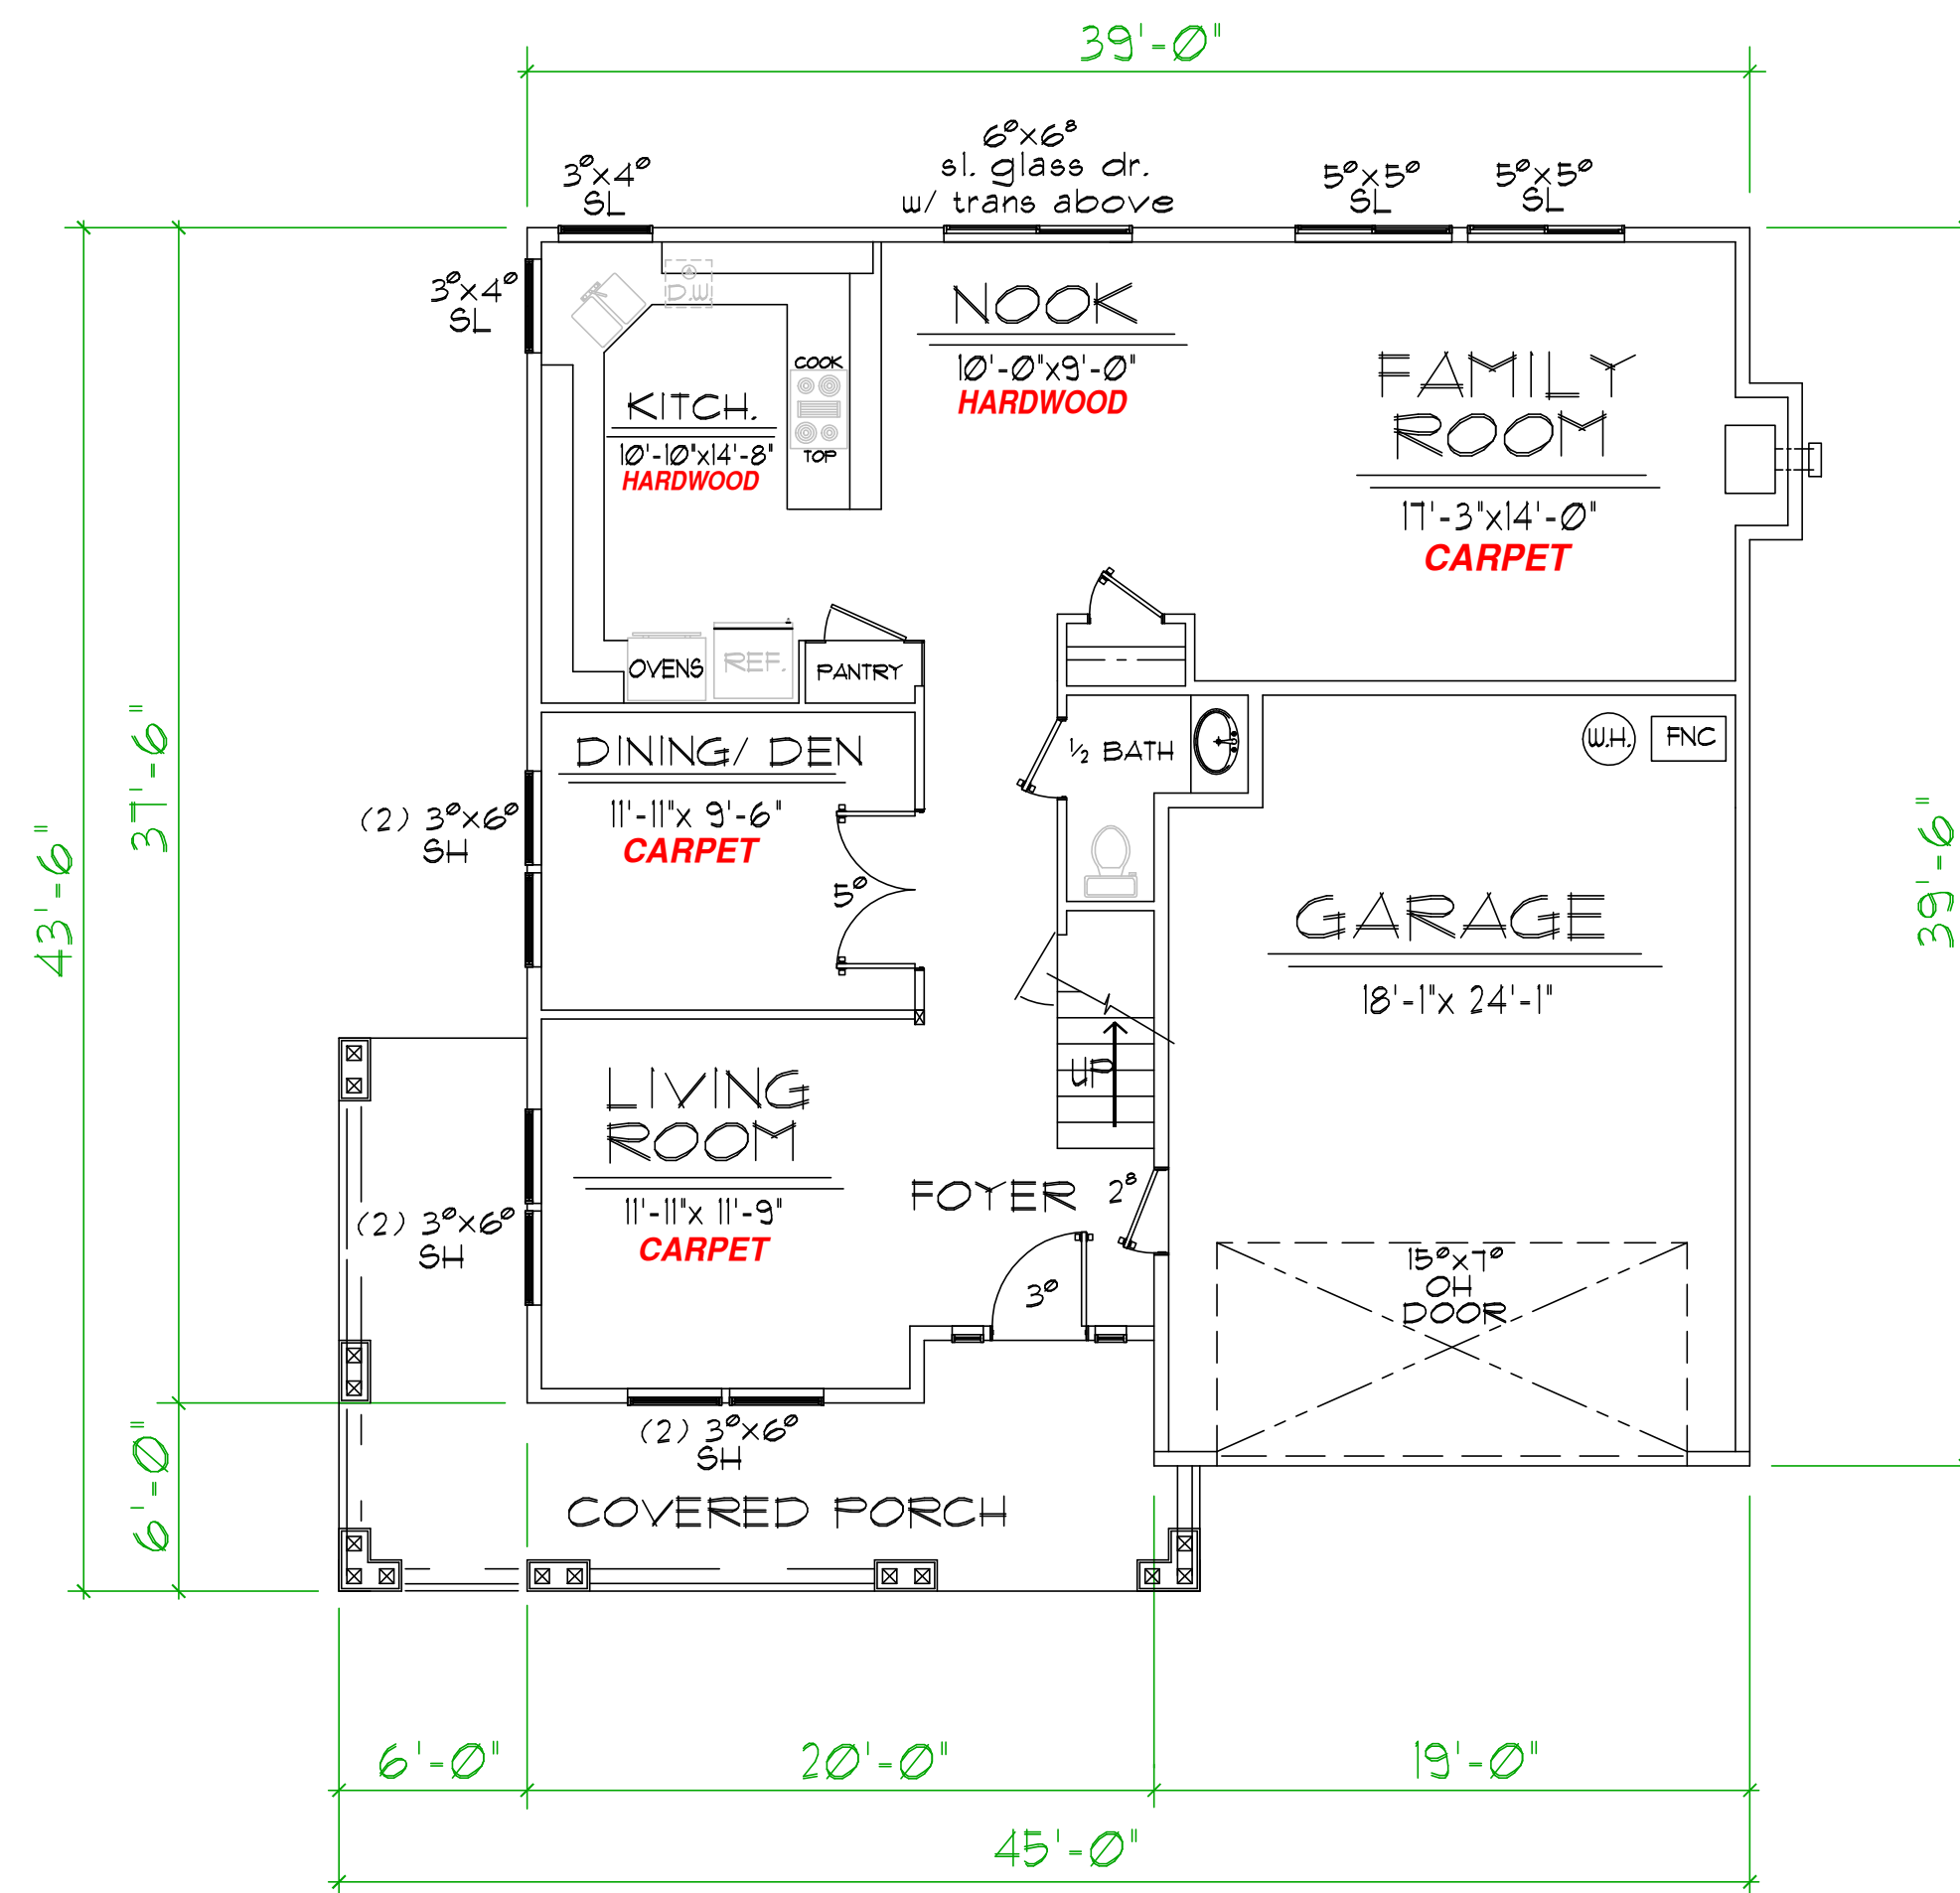 39'-0"
6⁰x6⁸
sl. glass dr.
w/ trans above
3⁰x4⁰
SL
5⁰x5⁰
SL
5⁰x5⁰
SL
3⁰x4⁰
SL
D.W.
NOOK
10'-0"x9'-0"
HARDWOOD
COOK
TOP
KITCH.
10'-10"x14'-8"
HARDWOOD
FAMILY
ROOM
17'-3"x14'-0"
CARPET
OVENS
REF.
PANTRY
DINING/ DEN
11'-11"x 9'-6"
CARPET
(2) 3⁰x6⁰
SH
5⁰
1/2 BATH
W.H.
FNC
GARAGE
18'-1"x 24'-1"
37'-6"
43'-6"
39'-6"
UP
LIVING
ROOM
11'-11"x 11'-9"
CARPET
(2) 3⁰x6⁰
SH
FOYER
2⁸
3⁰
15⁰x7⁰
OH
DOOR
(2) 3⁰x6⁰
SH
6'-0"
COVERED PORCH
6'-0"
20'-0"
19'-0"
45'-0"